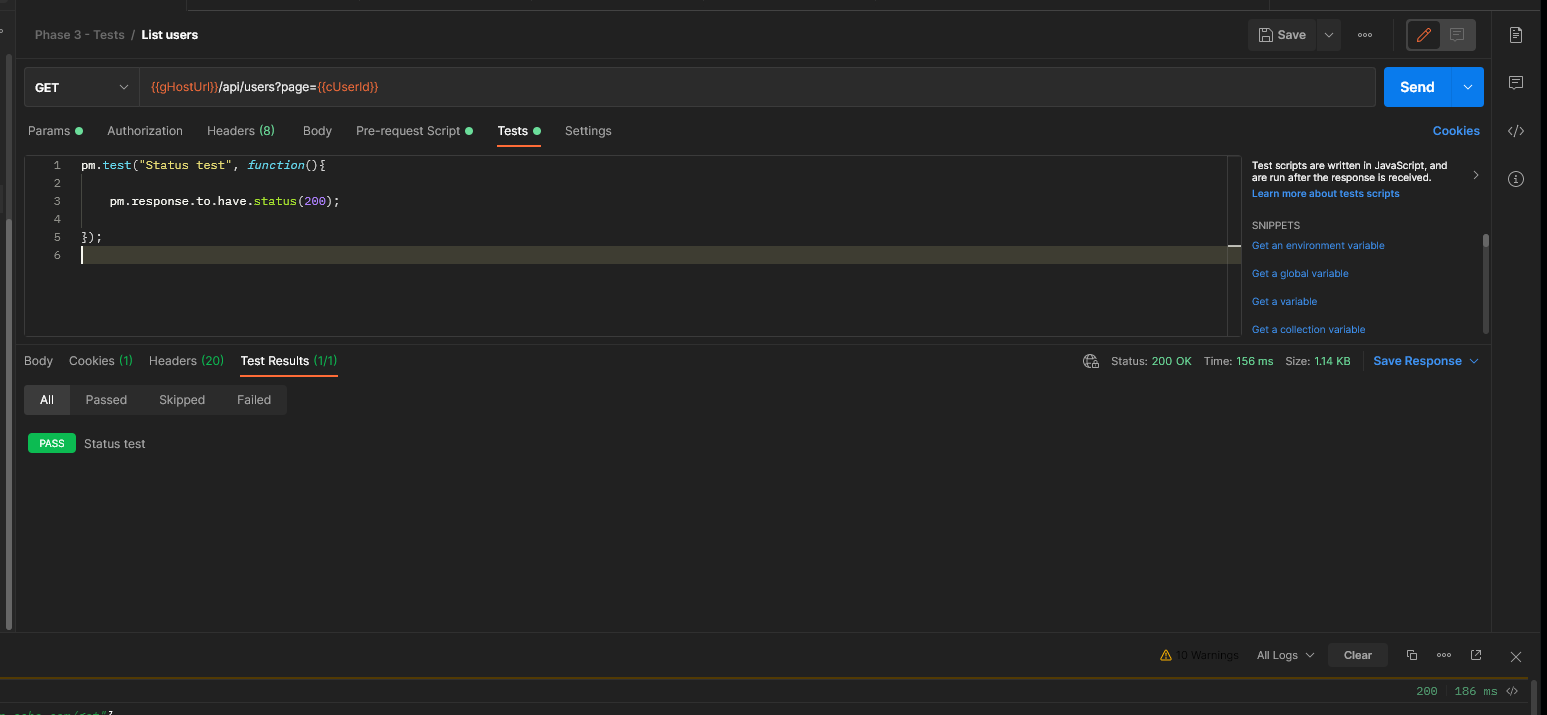 Phase 3 - Tests / List users
Save
GET {{gHostUrl}}/api/users?page={{cUserId}}
Send
Params Authorization Headers (8) Body Pre-request Script Tests Settings Cookies
1 pm.test("Status test", function(){
2
3 pm.response.to.have.status(200);
4
5 });
6
Test scripts are written in JavaScript, and
are run after the response is received.
Learn more about tests scripts
SNIPPETS
Get an environment variable
Get a global variable
Get a variable
Get a collection variable
Body Cookies (1) Headers (20) Test Results (1/1) Status: 200 OK Time: 156 ms Size: 1.14 KB Save Response
All Passed Skipped Failed
PASS Status test
10 Warnings All Logs Clear
200 186 ms